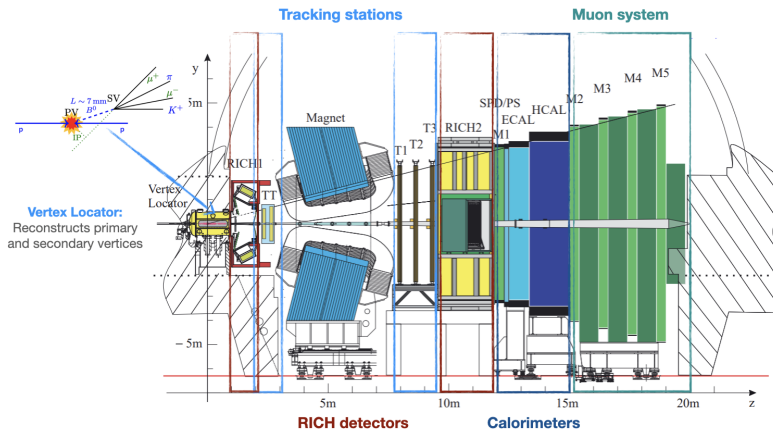 Tracking stations
Muon system
μ⁺
π
L ~ 7 mm
SV
PV
B⁰
μ⁻
K⁺
p
p
IP
Vertex Locator:
Reconstructs primary
and secondary vertices
y
5m
Magnet
RICH1
Vertex
Locator
TT
T1
T2
T3
RICH2
M1
SPD/PS
ECAL
HCAL
M2
M3
M4
M5
− 5m
5m
10m
15m
20m
z
RICH detectors
Calorimeters